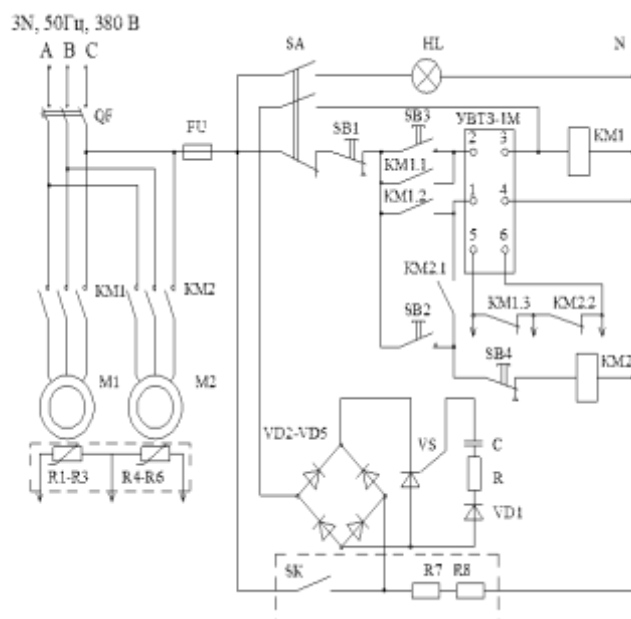 3N, 50Гц, 380 В
A B C
SA
HL
N
QF
FU
SB1
SB3
УВТЗ-1М
2 3
KM1
KM1.1
KM1.2
1 4
5 6
KM2.1
KM1
KM2
KM1.3
KM2.2
SB2
SB4
KM2
M1
M2
VD2-VD5
VS
C
R
VD1
R1-R3
R4-R6
SK
R7 R8